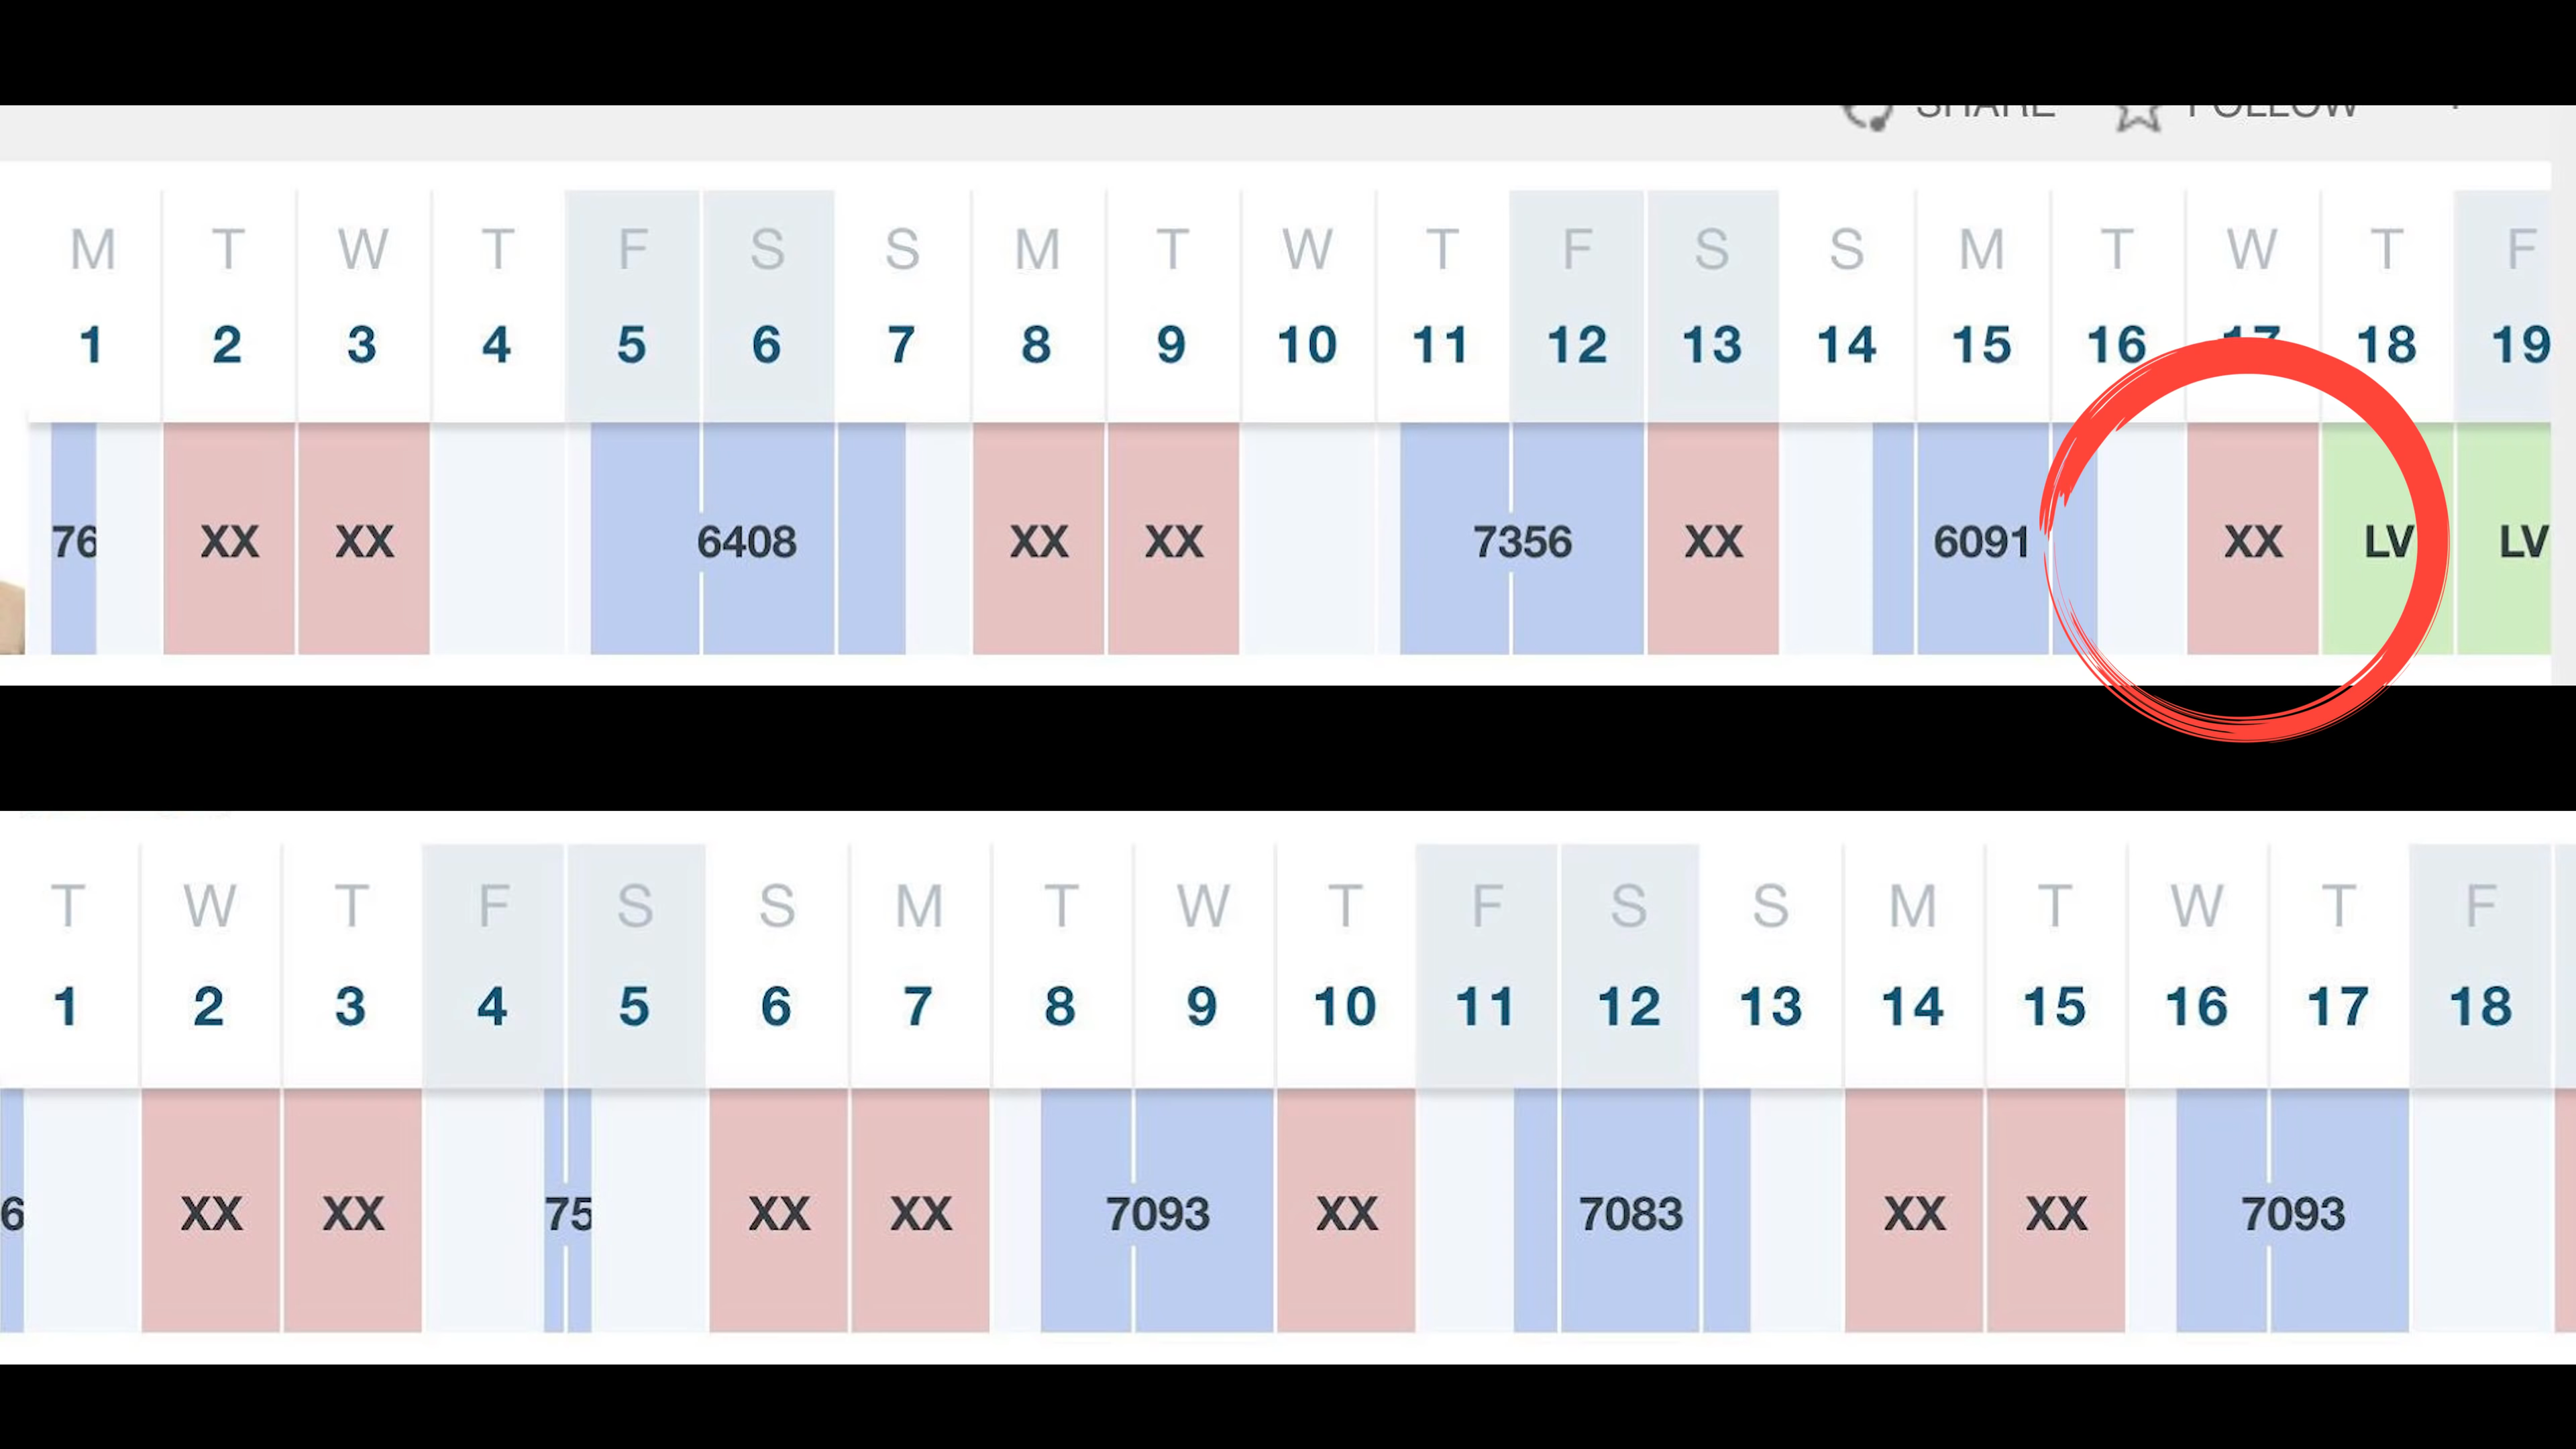 SHARE FOLLOW
M T W T F S S M T W T F S S M T W T F
1 2 3 4 5 6 7 8 9 10 11 12 13 14 15 16 17 18 19
76 XX XX 6408 XX XX 7356 XX 6091 XX LV LV
T W T F S S M T W T F S S M T W T F
1 2 3 4 5 6 7 8 9 10 11 12 13 14 15 16 17 18
6 XX XX 75 XX XX 7093 XX 7083 XX XX 7093